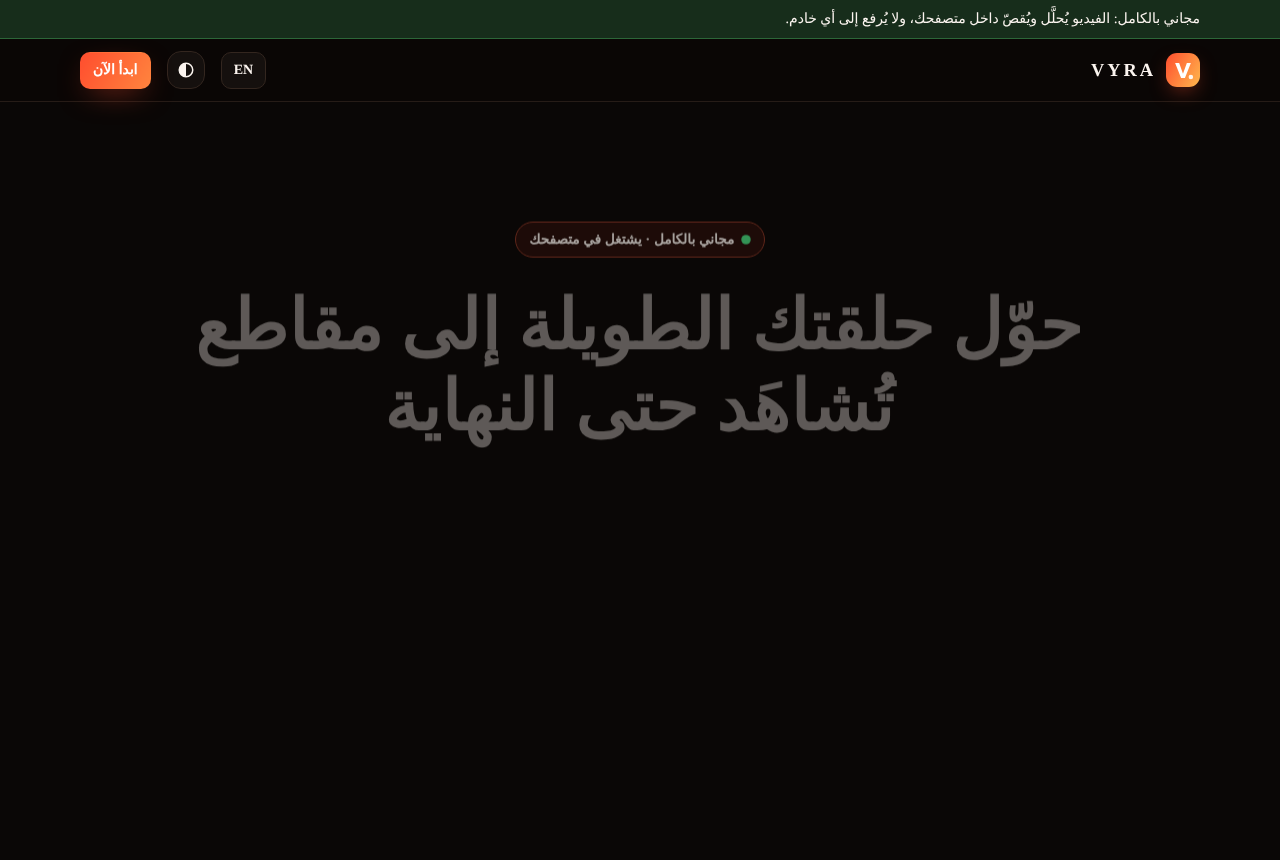 مجاني بالكامل: الفيديو يُحلَّل ويُقصّ داخل متصفحك، ولا يُرفع إلى أي خادم.
V. VYRA
EN
ابدأ الآن
مجاني بالكامل · يشتغل في متصفحك
حوّل حلقتك الطويلة إلى مقاطع
تُشاهَد حتى النهاية